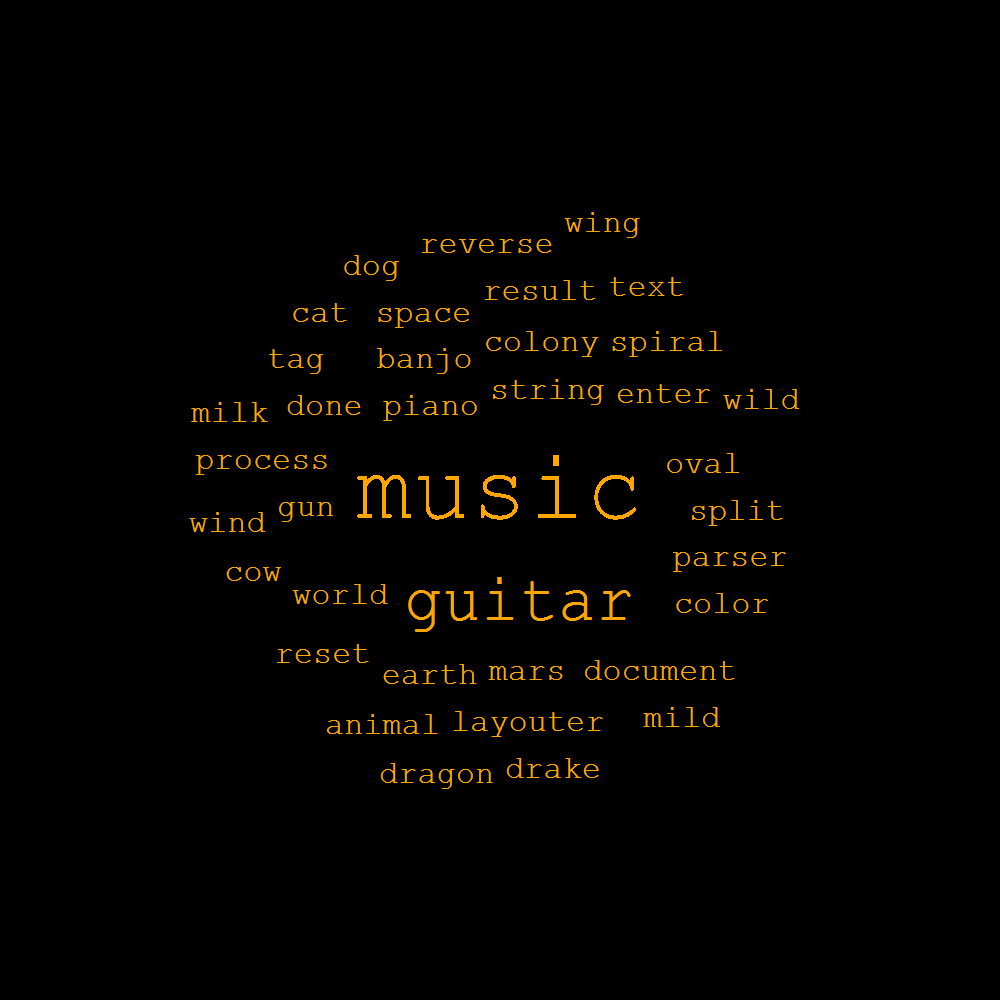 wing
reverse
dog
result text
cat space
colony spiral
tag banjo
string enter wild
milk done piano
process music oval
wind gun split
parser
cow world guitar color
reset
earth mars document
animal layouter mild
dragon drake